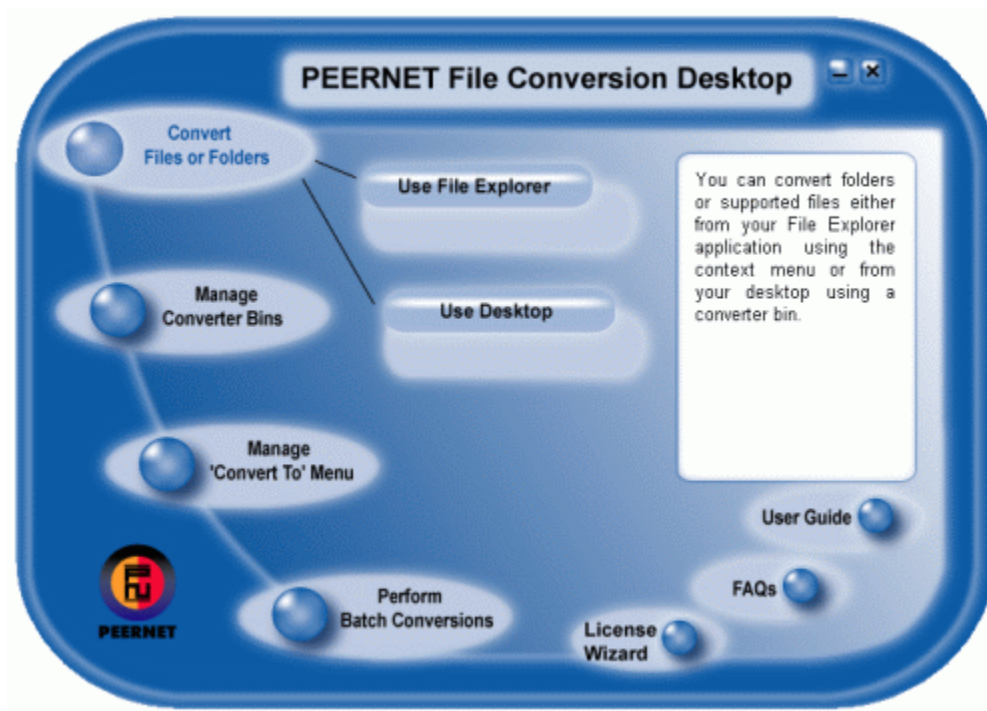 PEERNET File Conversion Desktop
Convert
Files or Folders
Use File Explorer
Use Desktop
You can convert folders
or supported files either
from your File Explorer
application using the
context menu or from
your desktop using a
converter bin.
Manage
Converter Bins
Manage
'Convert To' Menu
Perform
Batch Conversions
User Guide
FAQs
License
Wizard
PEERNET